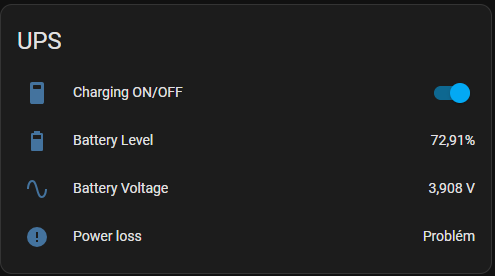 UPS
Charging ON/OFF
Battery Level 72,91%
Battery Voltage 3,908 V
Power loss Problém